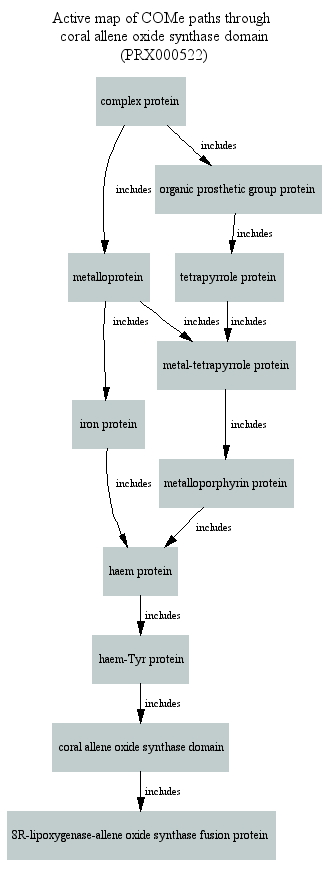 Active map of COMe paths through
coral allene oxide synthase domain
(PRX000522)
complex protein
includes
includes
organic prosthetic group protein
includes
metalloprotein
tetrapyrrole protein
includes
includes
includes
metal-tetrapyrrole protein
iron protein
includes
includes
metalloporphyrin protein
includes
haem protein
includes
haem-Tyr protein
includes
coral allene oxide synthase domain
includes
8R-lipoxygenase-allene oxide synthase fusion protein